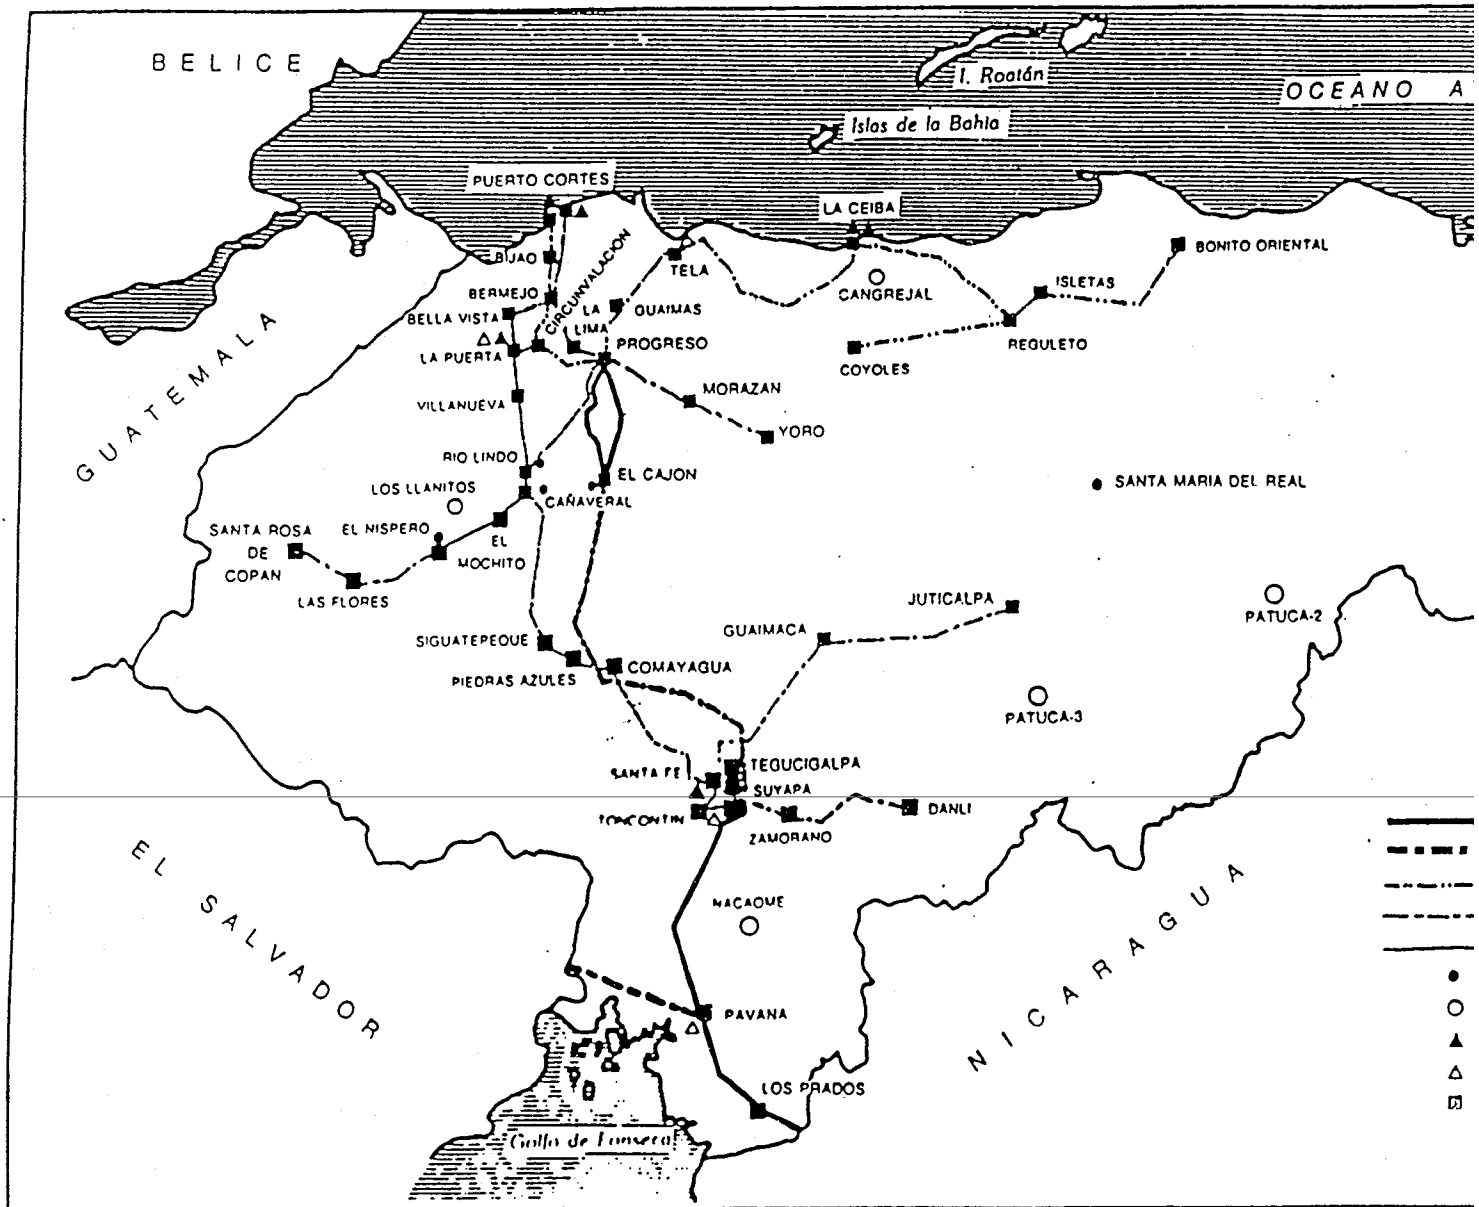 BELICE
I. Roatán
OCEANO A
Islas de la Bahia
PUERTO CORTES
LA CEIBA
BIJAO
CIRCUNVALACION
TELA
BONITO ORIENTAL
BERMEJO
CANGREJAL
ISLETAS
BELLA VISTA
LA
LIMA
GUAIMAS
GUATEMALA
LA PUERTA
PROGRESO
REGULETO
COYOLES
VILLANUEVA
MORAZAN
YORO
RIO LINDO
EL CAJON
LOS LLANITOS
CAÑAVERAL
SANTA MARIA DEL REAL
SANTA ROSA
DE
COPAN
EL NISPERO
EL
MOCHITO
LAS FLORES
JUTICALPA
PATUCA-2
GUAIMACA
SIGUATEPEQUE
COMAYAGUA
PIEDRAS AZULES
PATUCA-3
SANTA FE
TEGUCIGALPA
SUYAPA
TONCONTIN
ZAMORANO
DANLI
EL SALVADOR
NACAOME
NICARAGUA
PAVANA
LOS PRADOS
Golfo de Fonseca